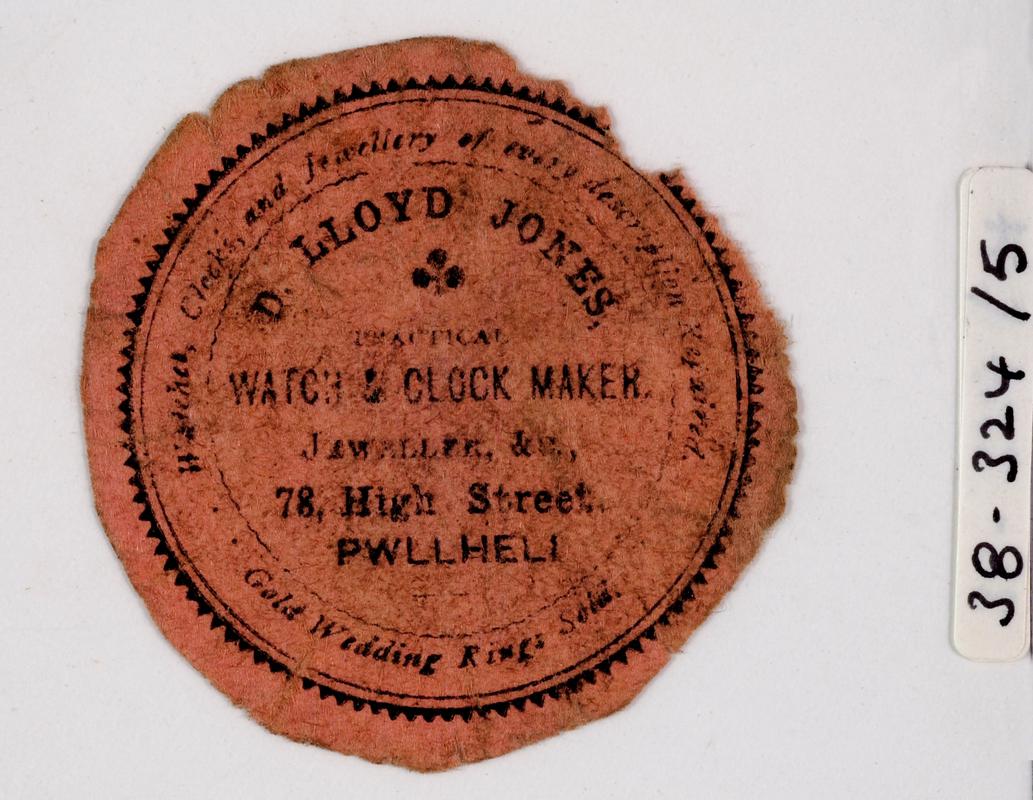 Watches, Clocks, and Jewellery of every description Repaired.
D. LLOYD JONES,
PRACTICAL
WATCH & CLOCK MAKER.
JEWELLER, &c.,
78, High Street.
PWLLHELI
Gold Wedding Rings Sold.
38-324/5